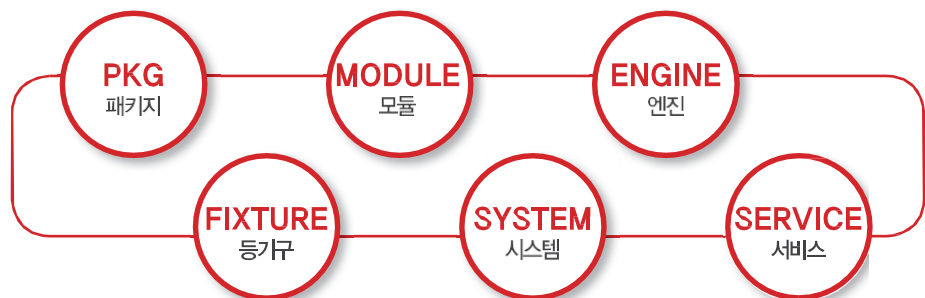 PKG
패키지
MODULE
모듈
ENGINE
엔진
FIXTURE
등기구
SYSTEM
시스템
SERVICE
서비스